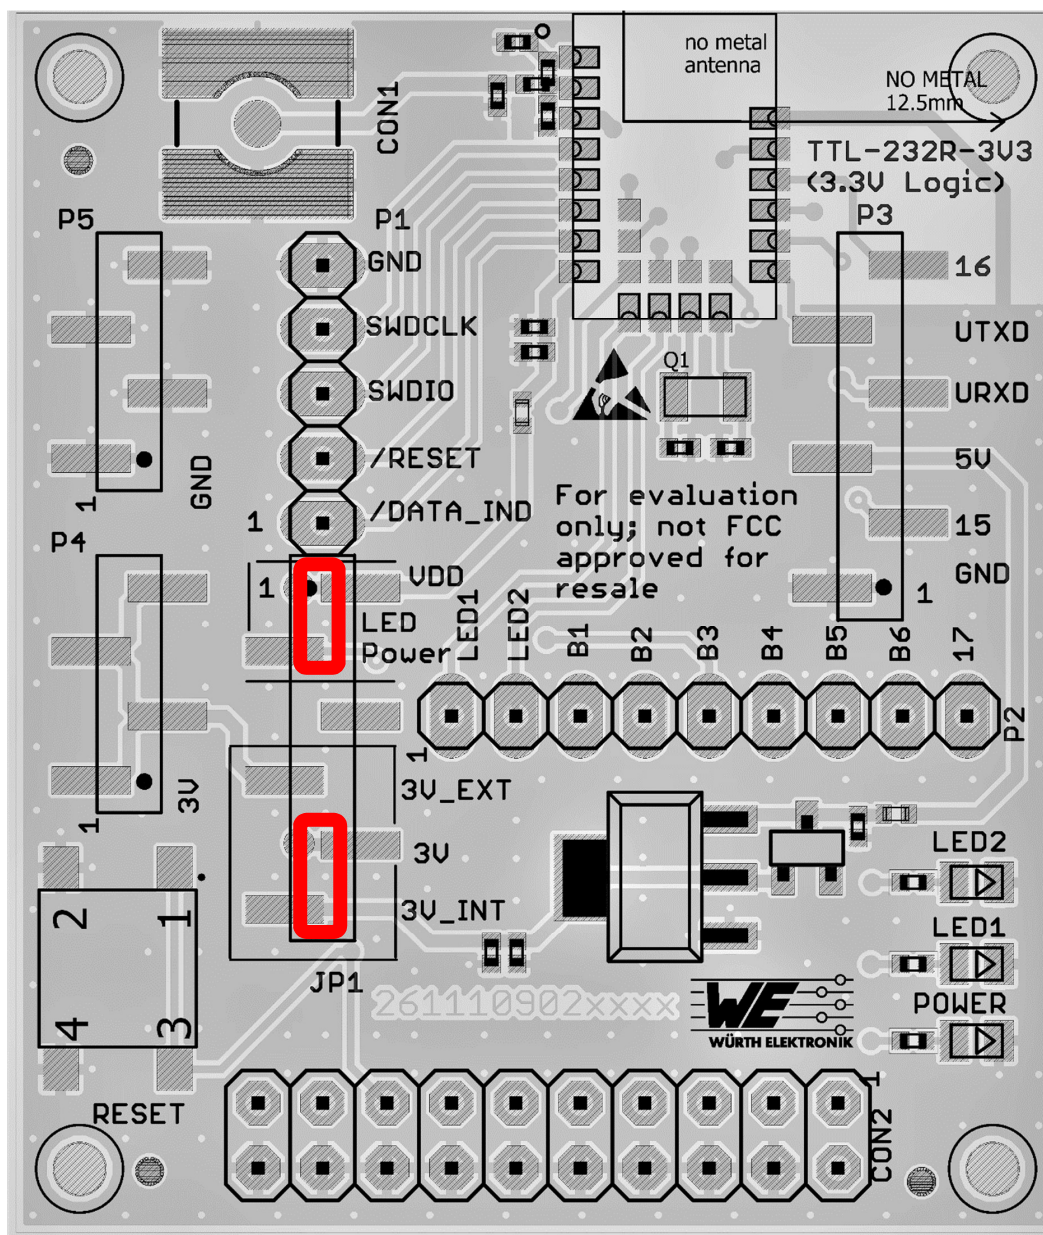 no metal
antenna
NO METAL
12.5mm
CON1
TTL-232R-3V3
(3.3V Logic)
P5
P1
P3
GND
16
SWDCLK
UTXD
Q1
SWDIO
URXD
/RESET
5V
GND
1
For evaluation
only; not FCC
approved for
resale
1
/DATA_IND
15
P4
VDD
GND
1
1
LED
Power
LED1
LED2
B1
B2
B3
B4
B5
B6
17
P2
1
3V
1
3V_EXT
3V
3V_INT
LED2
LED1
POWER
2
1
4
3
JP1
261110902xxxx
WE
WÜRTH ELEKTRONIK
RESET
1
CON2